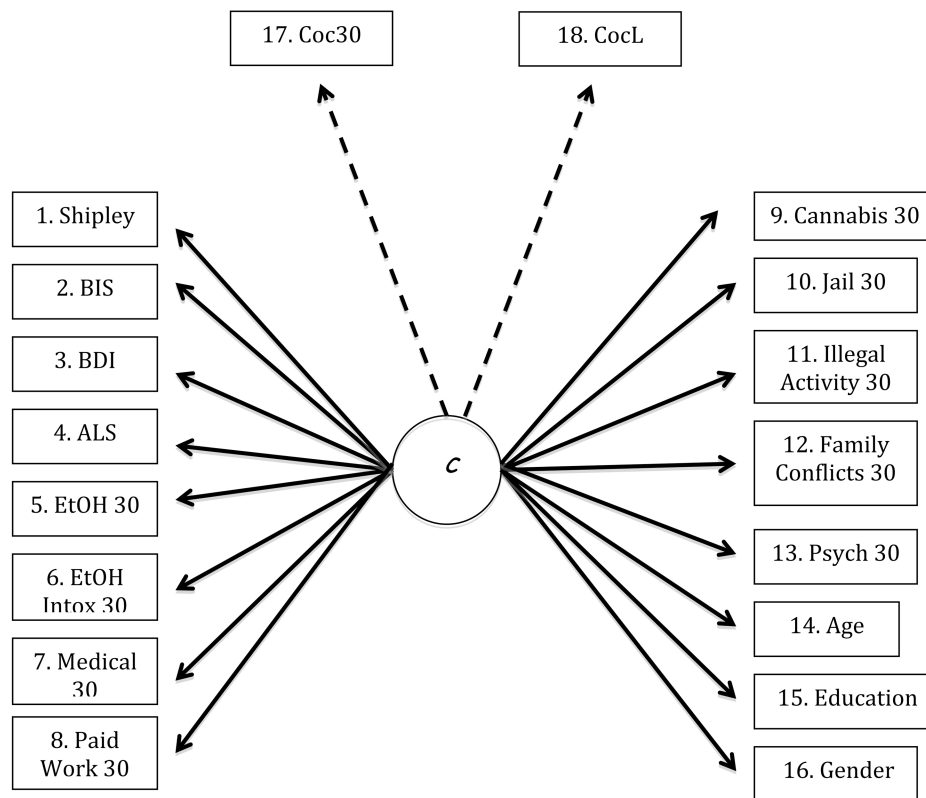 17. Coc30
18. CocL
1. Shipley
2. BIS
3. BDI
4. ALS
5. EtOH 30
6. EtOH
Intox 30
7. Medical
30
8. Paid
Work 30
C
9. Cannabis 30
10. Jail 30
11. Illegal
Activity 30
12. Family
Conflicts 30
13. Psych 30
14. Age
15. Education
16. Gender